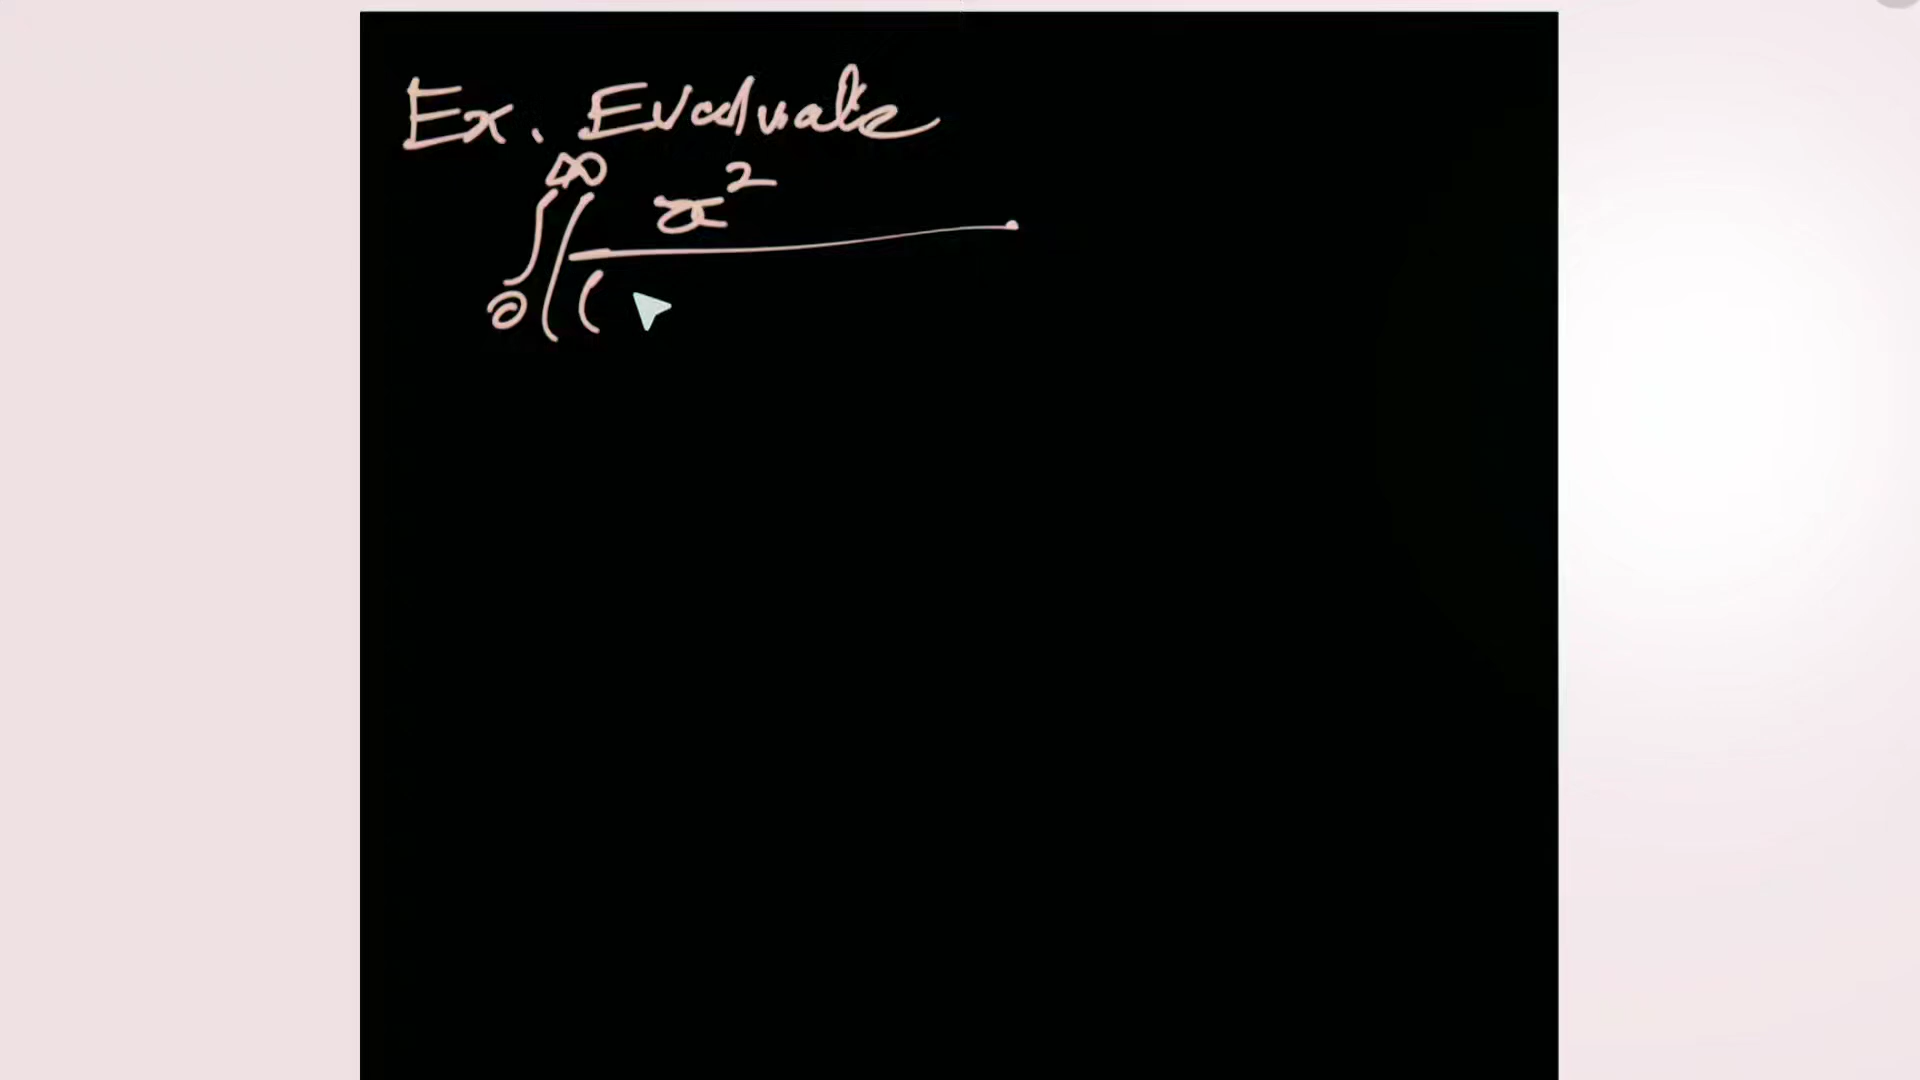 Ex. Evaluate
∞
∫ ( x²
0 (